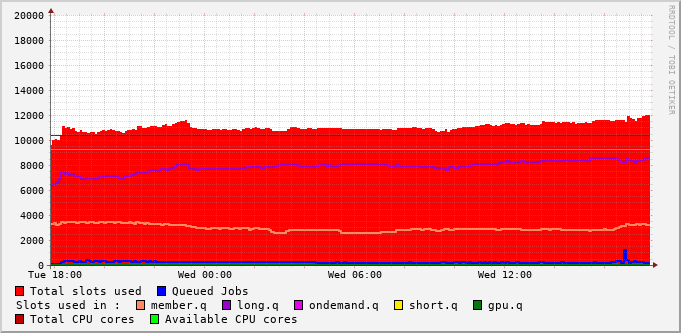 20000
18000
16000
14000
12000
10000
8000
6000
4000
2000
0
Tue 18:00 Wed 00:00 Wed 06:00 Wed 12:00
Total slots used Queued Jobs
Slots used in : member.q long.q ondemand.q short.q gpu.q
Total CPU cores Available CPU cores
RRDTOOL / TOBI OETIKER